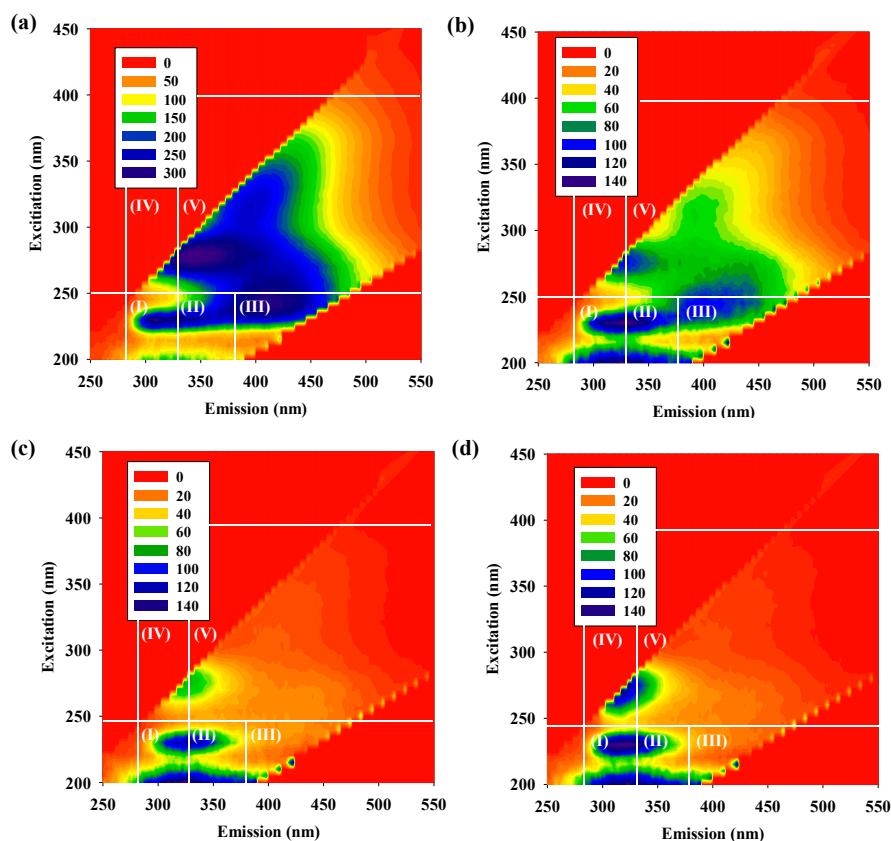 (a)
450
400
350
300
250
200
Excitiation (nm)
0
50
100
150
200
250
300
(IV)
(V)
(I)
(II)
(III)
250
300
350
400
450
500
550
Emission (nm)
(b)
450
400
350
300
250
200
Excitation (nm)
0
20
40
60
80
100
120
140
(IV)
(V)
(I)
(II)
(III)
250
300
350
400
450
500
550
Emission (nm)
(c)
450
400
350
300
250
200
Excitation (nm)
0
20
40
60
80
100
120
140
(IV)
(V)
(I)
(II)
(III)
250
300
350
400
450
500
550
Emission (nm)
(d)
450
400
350
300
250
200
Excitation (nm)
0
20
40
60
80
100
120
140
(IV)
(V)
(I)
(II)
(III)
250
300
350
400
450
500
550
Emission (nm)